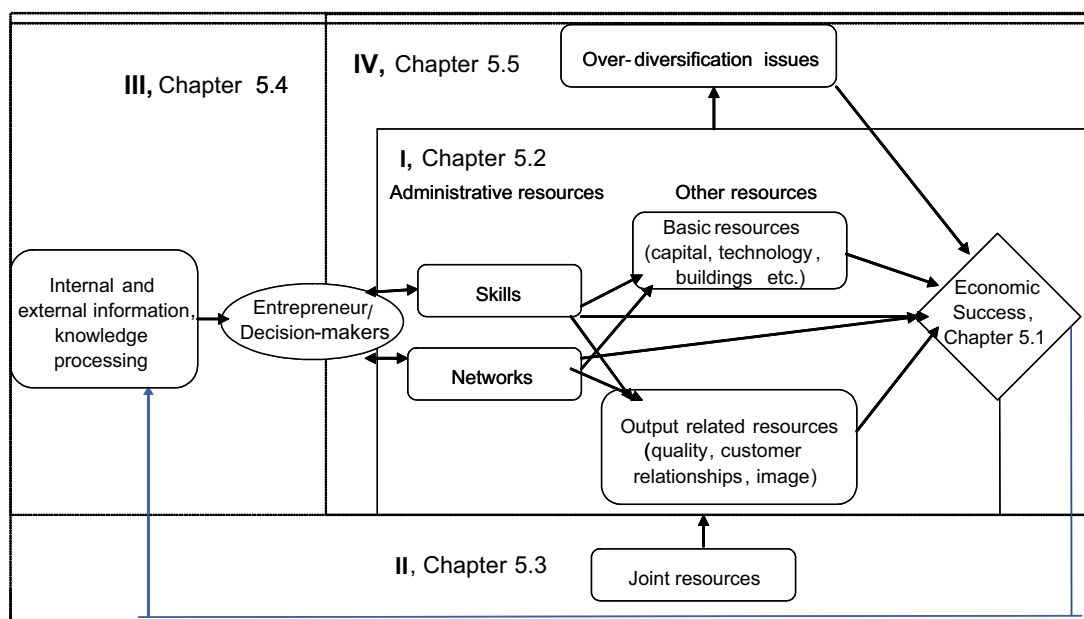 Over-diversification issues
IV, Chapter 5.5
III, Chapter 5.4
I, Chapter 5.2
Administrative resources
Other resources
Basic resources
(capital, technology,
buildings etc.)
Internal and
external information,
knowledge
processing
Entrepreneur/
Decision-makers
Skills
Networks
Economic
Success,
Chapter 5.1
Output related resources
(quality, customer
relationships, image)
II, Chapter 5.3
Joint resources